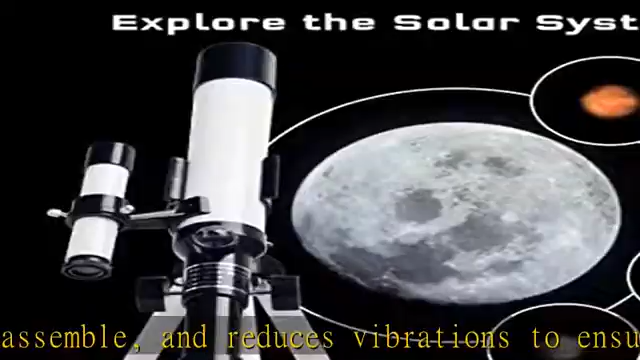 Explore the Solar Syst
assemble, and reduces vibrations to ensu